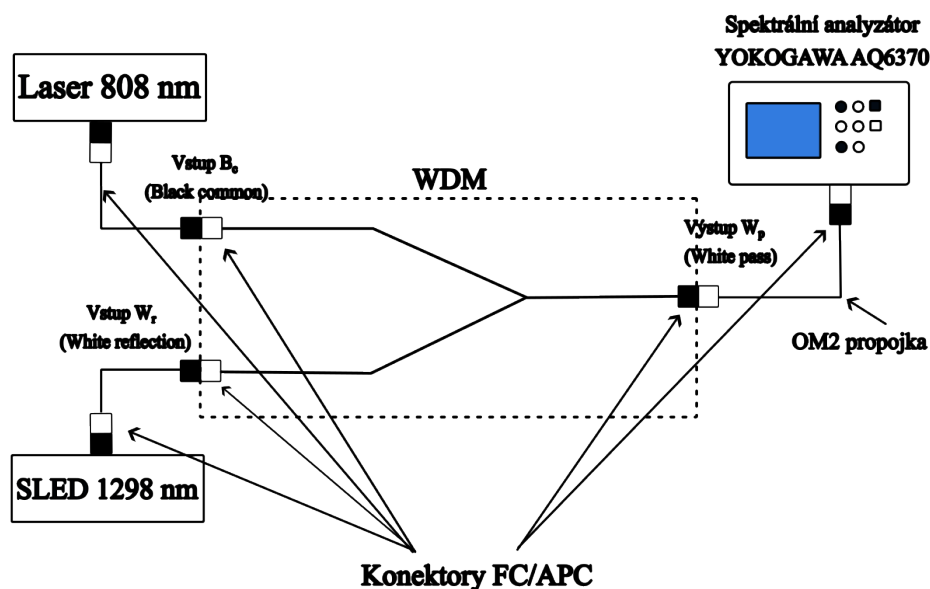 Spektrální analyzátor
YOKOGAWA AQ6370
Laser 808 nm
Vstup Bc
(Black common)
WDM
Výstup Wp
(White pass)
Vstup Wr
(White reflection)
OM2 propojka
SLED 1298 nm
Konektory FC/APC